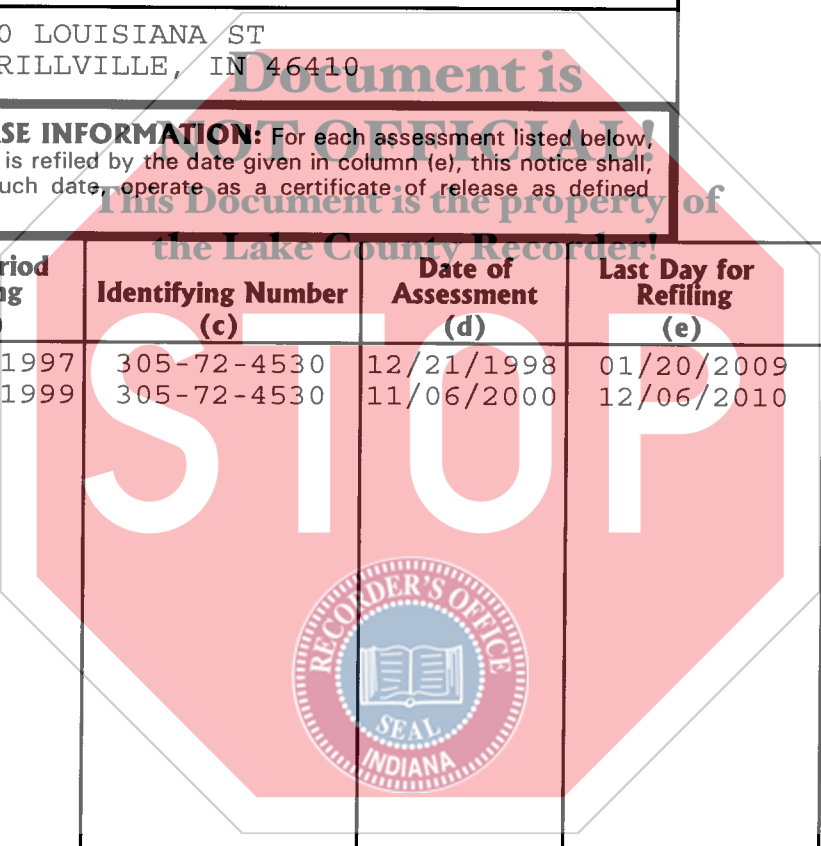 0 LOUISIANA ST
RILLVILLE, IN 46410
Document is
NOT OFFICIAL!
This Document is the property of
the Lake County Recorder!
SE INFORMATION: For each assessment listed below,
is refiled by the date given in column (e), this notice shall,
uch date, operate as a certificate of release as defined
riod
ng
)
Identifying Number
(c)
Date of
Assessment
(d)
Last Day for
Refiling
(e)
1997 305-72-4530 12/21/1998 01/20/2009
1999 305-72-4530 11/06/2000 12/06/2010
STOP
RECORDER'S OFFICE
SEAL
INDIANA